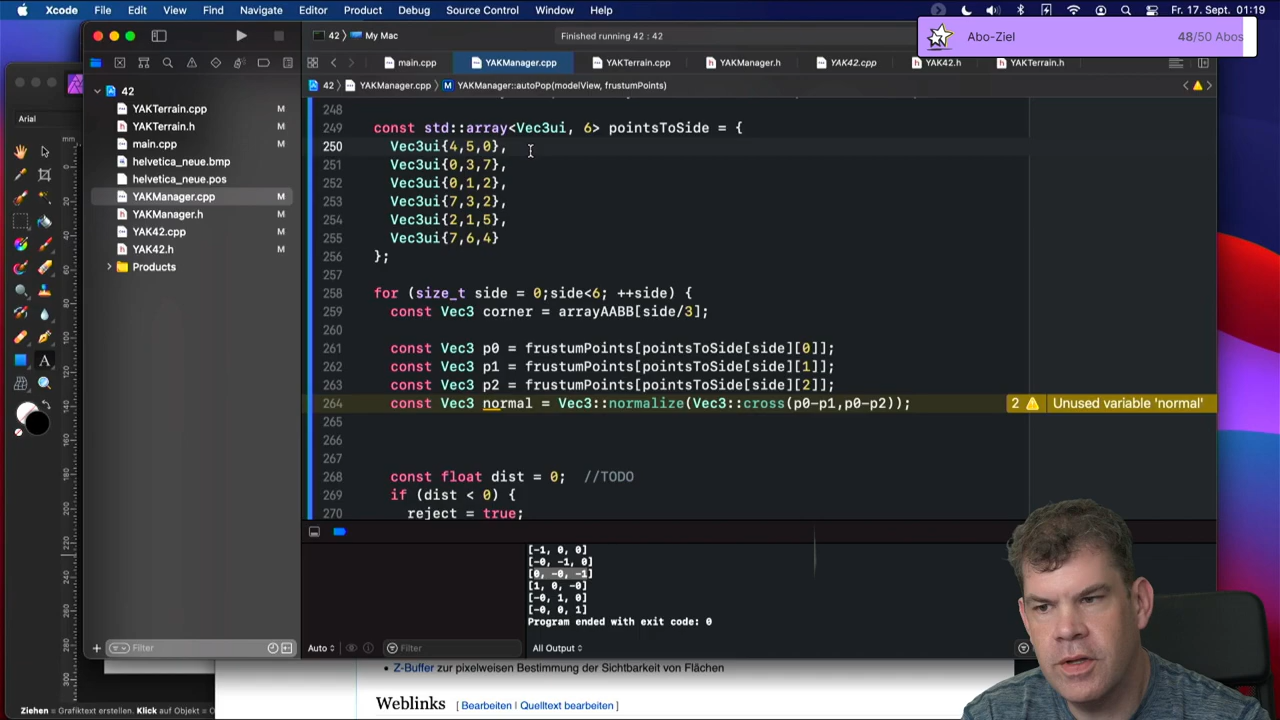 Xcode File Edit View Find Navigate Editor Product Debug Source Control Window Help
Fr. 17. Sept. 01:19
Abo-Ziel 48/50 Abos
42 My Mac
Finished running 42 : 42
main.cpp YAKManager.cpp YAKTerrain.cpp YAKManager.h YAK42.cpp YAK42.h YAKTerrain.h
42 YAKManager.cpp YAKManager::autoPop(modelView, frustumPoints)
Arial
mm
42
YAKTerrain.cpp M
YAKTerrain.h M
main.cpp M
helvetica_neue.bmp M
helvetica_neue.pos M
YAKManager.cpp M
YAKManager.h M
YAK42.cpp M
YAK42.h M
Products
248
249 const std::array<Vec3ui, 6> pointsToSide = {
250 Vec3ui{4,5,0},
251 Vec3ui{0,3,7},
252 Vec3ui{0,1,2},
253 Vec3ui{7,3,2},
254 Vec3ui{2,1,5},
255 Vec3ui{7,6,4}
256 };
257
258 for (size_t side = 0;side<6; ++side) {
259 const Vec3 corner = arrayAABB[side/3];
260
261 const Vec3 p0 = frustumPoints[pointsToSide[side][0]];
262 const Vec3 p1 = frustumPoints[pointsToSide[side][1]];
263 const Vec3 p2 = frustumPoints[pointsToSide[side][2]];
264 const Vec3 normal = Vec3::normalize(Vec3::cross(p0-p1,p0-p2)); 2 Unused variable 'normal'
265
266
267
268 const float dist = 0; //TODO
269 if (dist < 0) {
270 reject = true;
[-1, 0, 0]
[-0, -1, 0]
[0, -0, -1]
[1, 0, -0]
[-0, 1, 0]
[-0, 0, 1]
Program ended with exit code: 0
Filter
Auto
Filter
All Output
Z-Buffer zur pixelweisen Bestimmung der Sichtbarkeit von Flächen
Weblinks [ Bearbeiten | Quelltext bearbeiten ]
Ziehen = Grafiktext erstellen. Klick auf Objekt = O